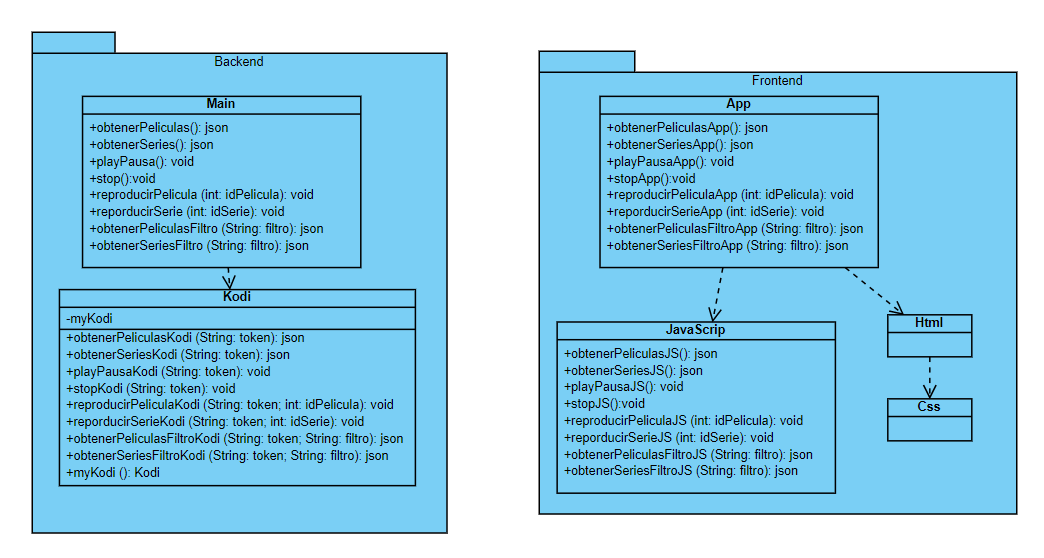 Backend
Main
+obtenerPeliculas(): json
+obtenerSeries(): json
+playPausa(): void
+stop():void
+reproducirPelicula (int: idPelicula): void
+reporducirSerie (int: idSerie): void
+obtenerPeliculasFiltro (String: filtro): json
+obtenerSeriesFiltro (String: filtro): json
Kodi
-myKodi
+obtenerPeliculasKodi (String: token): json
+obtenerSeriesKodi (String: token): json
+playPausaKodi (String: token): void
+stopKodi (String: token): void
+reproducirPeliculaKodi (String: token; int: idPelicula): void
+reporducirSerieKodi (String: token; int: idSerie): void
+obtenerPeliculasFiltroKodi (String: token; String: filtro): json
+obtenerSeriesFiltroKodi (String: token; String: filtro): json
+myKodi (): Kodi
Frontend
App
+obtenerPeliculasApp(): json
+obtenerSeriesApp(): json
+playPausaApp(): void
+stopApp():void
+reproducirPeliculaApp (int: idPelicula): void
+reporducirSerieApp (int: idSerie): void
+obtenerPeliculasFiltroApp (String: filtro): json
+obtenerSeriesFiltroApp (String: filtro): json
JavaScrip
+obtenerPeliculasJS(): json
+obtenerSeriesJS(): json
+playPausaJS(): void
+stopJS():void
+reproducirPeliculaJS (int: idPelicula): void
+reporducirSerieJS (int: idSerie): void
+obtenerPeliculasFiltroJS (String: filtro): json
+obtenerSeriesFiltroJS (String: filtro): json
Html
Css